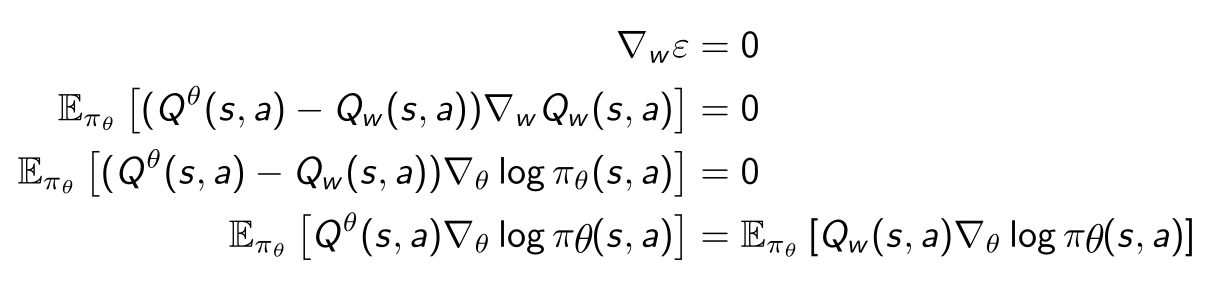 ∇_w ε = 0
𝔼_{π_θ} [(Q^θ(s, a) − Q_w(s, a))∇_w Q_w(s, a)] = 0
𝔼_{π_θ} [(Q^θ(s, a) − Q_w(s, a))∇_θ log π_θ(s, a)] = 0
𝔼_{π_θ} [Q^θ(s, a)∇_θ log πθ(s, a)] = 𝔼_{π_θ} [Q_w(s, a)∇_θ log πθ(s, a)]